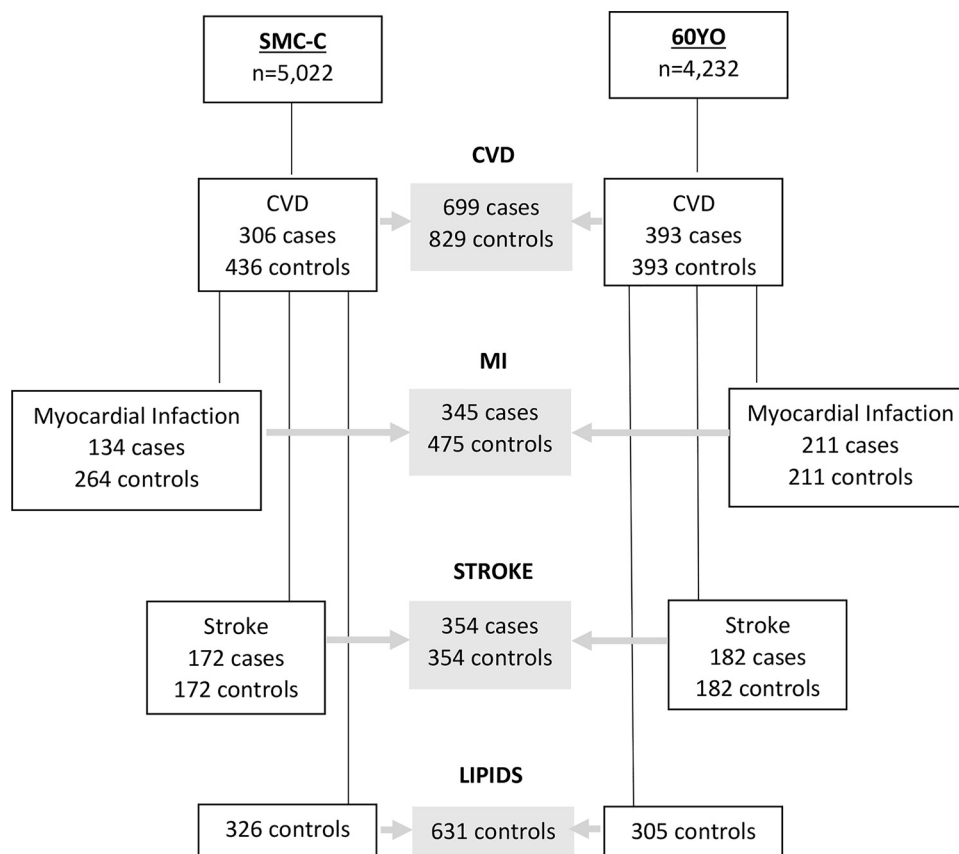 SMC-C
n=5,022
60YO
n=4,232
CVD
CVD
306 cases
436 controls
699 cases
829 controls
CVD
393 cases
393 controls
MI
Myocardial Infaction
134 cases
264 controls
345 cases
475 controls
Myocardial Infaction
211 cases
211 controls
STROKE
Stroke
172 cases
172 controls
354 cases
354 controls
Stroke
182 cases
182 controls
LIPIDS
326 controls
631 controls
305 controls